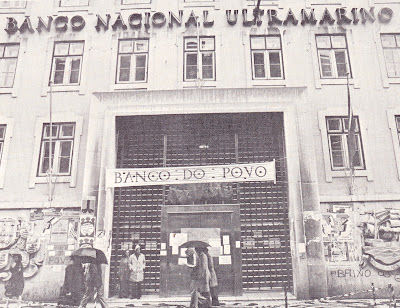 BANCO NACIONAL ULTRAMARINO
BANCO · DO · POVO